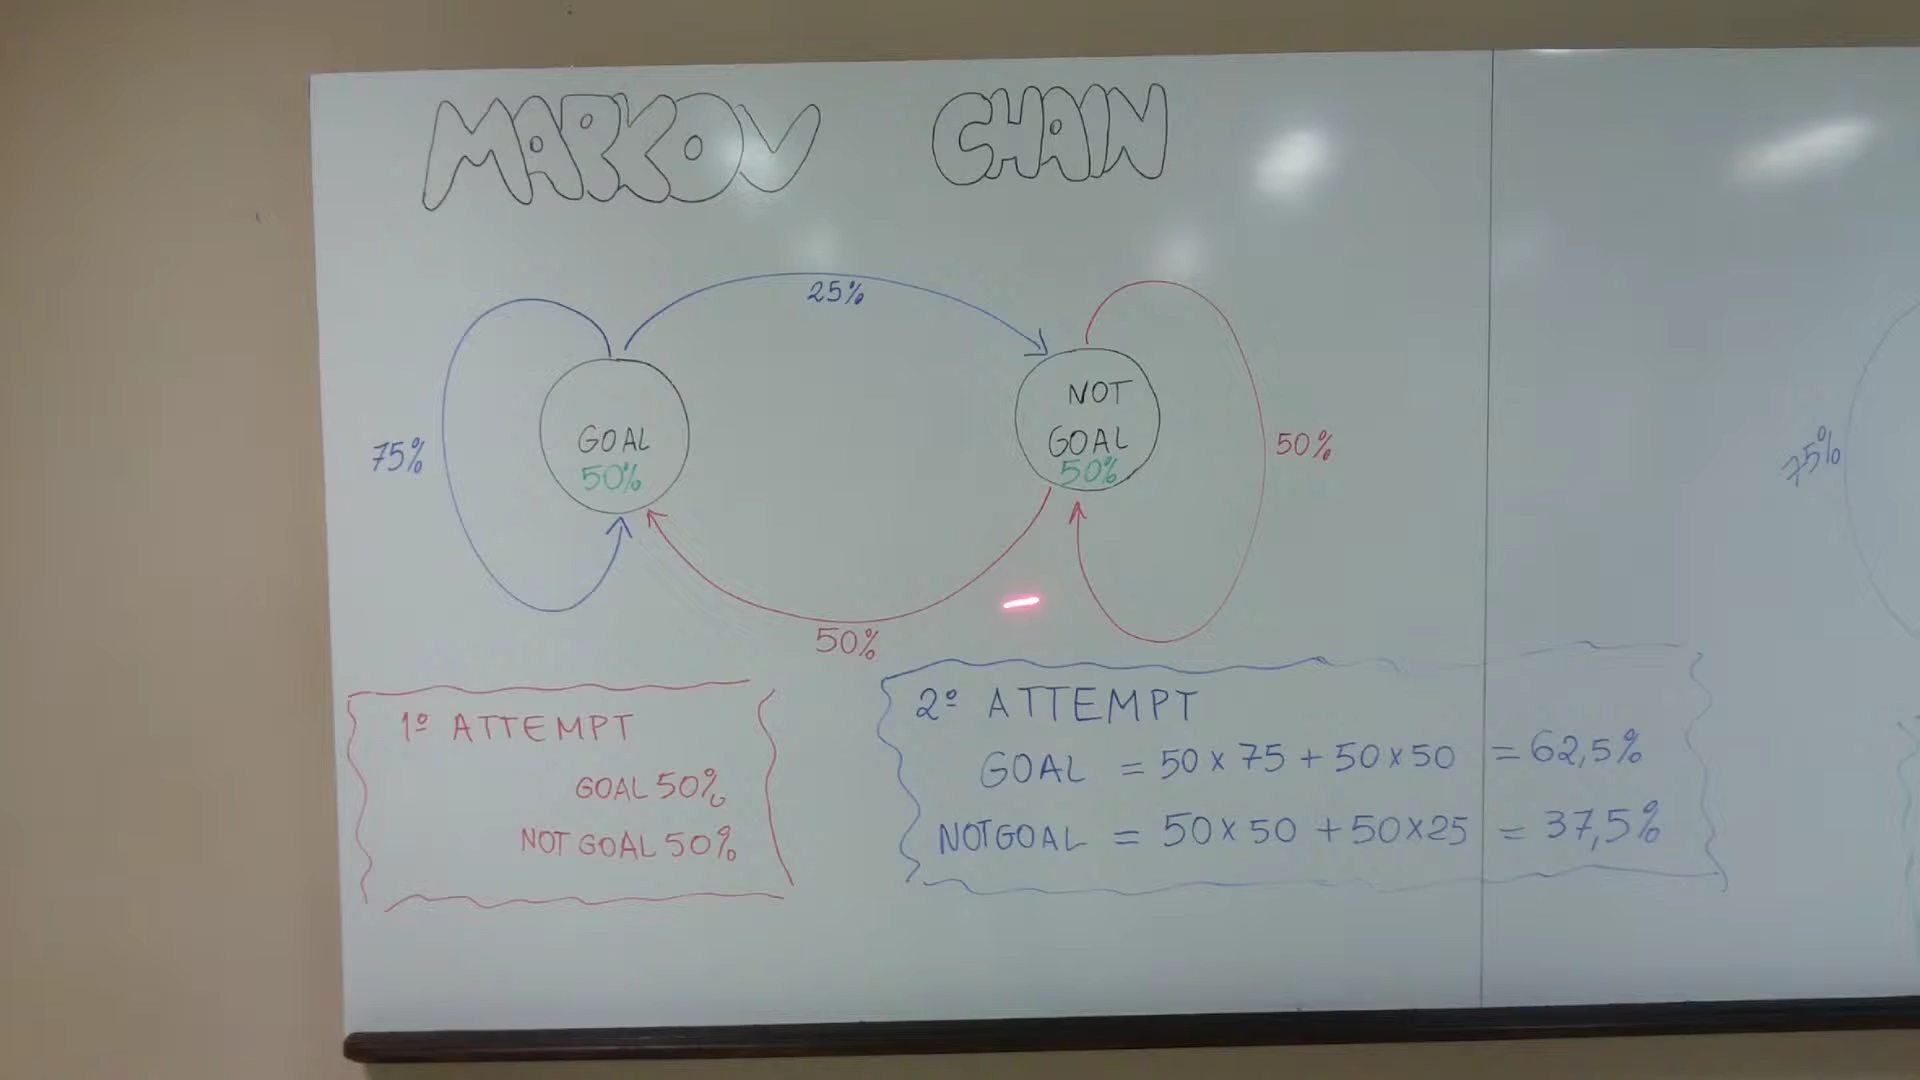 MARKOV CHAIN
25%
75%
GOAL
50%
NOT
GOAL
50%
50%
75%
50%
1º ATTEMPT
GOAL 50%
NOT GOAL 50%
2º ATTEMPT
GOAL = 50 x 75 + 50 x 50 = 62,5%
NOTGOAL = 50 x 50 + 50 x 25 = 37,5%